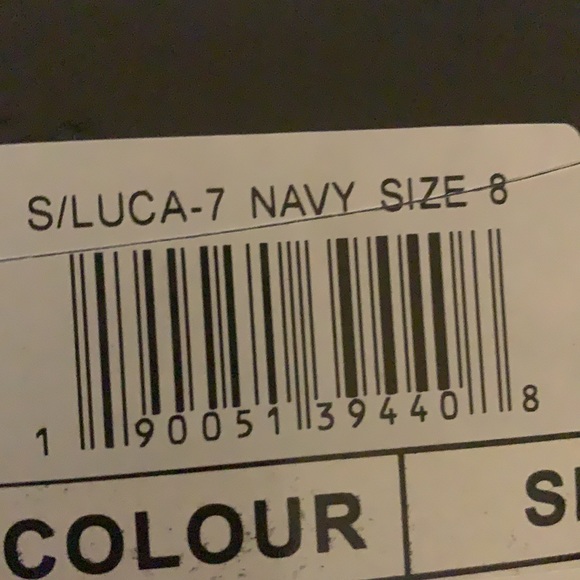 S/LUCA-7 NAVY SIZE 8
1 90051 39440 8
COLOUR